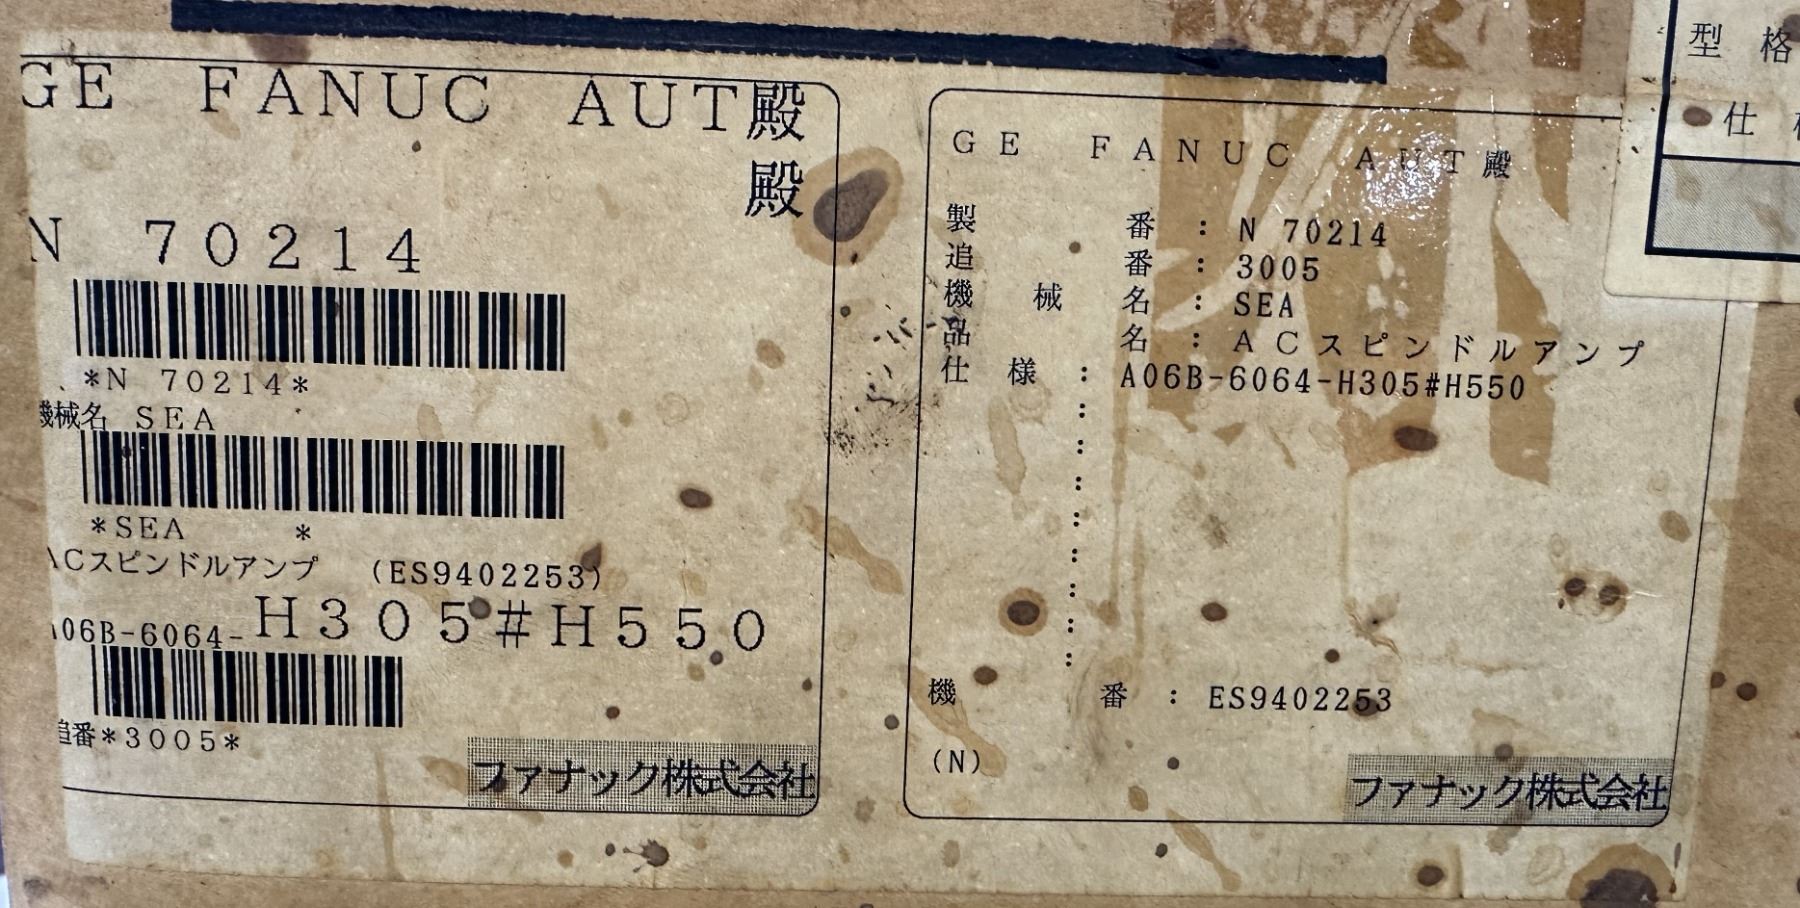 GE FANUC AUT殿
殿
N 70214
*N 70214*
機械名 SEA
*SEA *
ACスピンドルアンプ (ES9402253)
A06B-6064-H305#H550
追番*3005*
ファナック株式会社
GE FANUC AUT殿
製番:N 70214
追番:3005
機械名:SEA
品名:ACスピンドルアンプ
仕様:A06B-6064-H305#H550
:
:
:
:
:
:
:
:
機番:ES9402253
(N)
ファナック株式会社
型格
仕